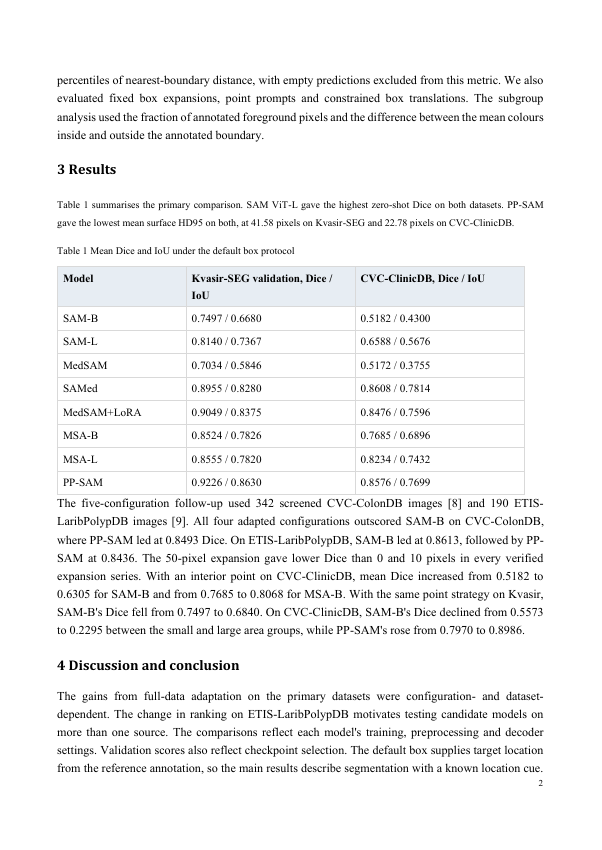 percentiles of nearest-boundary distance, with empty predictions excluded from this metric. We also
evaluated fixed box expansions, point prompts and constrained box translations. The subgroup
analysis used the fraction of annotated foreground pixels and the difference between the mean colours
inside and outside the annotated boundary.
3 Results
Table 1 summarises the primary comparison. SAM ViT-L gave the highest zero-shot Dice on both datasets. PP-SAM
gave the lowest mean surface HD95 on both, at 41.58 pixels on Kvasir-SEG and 22.78 pixels on CVC-ClinicDB.
Table 1 Mean Dice and IoU under the default box protocol
Model Kvasir-SEG validation, Dice / IoU CVC-ClinicDB, Dice / IoU
SAM-B 0.7497 / 0.6680 0.5182 / 0.4300
SAM-L 0.8140 / 0.7367 0.6588 / 0.5676
MedSAM 0.7034 / 0.5846 0.5172 / 0.3755
SAMed 0.8955 / 0.8280 0.8608 / 0.7814
MedSAM+LoRA 0.9049 / 0.8375 0.8476 / 0.7596
MSA-B 0.8524 / 0.7826 0.7685 / 0.6896
MSA-L 0.8555 / 0.7820 0.8234 / 0.7432
PP-SAM 0.9226 / 0.8630 0.8576 / 0.7699
The five-configuration follow-up used 342 screened CVC-ColonDB images [8] and 190 ETIS-
LaribPolypDB images [9]. All four adapted configurations outscored SAM-B on CVC-ColonDB,
where PP-SAM led at 0.8493 Dice. On ETIS-LaribPolypDB, SAM-B led at 0.8613, followed by PP-
SAM at 0.8436. The 50-pixel expansion gave lower Dice than 0 and 10 pixels in every verified
expansion series. With an interior point on CVC-ClinicDB, mean Dice increased from 0.5182 to
0.6305 for SAM-B and from 0.7685 to 0.8068 for MSA-B. With the same point strategy on Kvasir,
SAM-B's Dice fell from 0.7497 to 0.6840. On CVC-ClinicDB, SAM-B's Dice declined from 0.5573
to 0.2295 between the small and large area groups, while PP-SAM's rose from 0.7970 to 0.8986.
4 Discussion and conclusion
The gains from full-data adaptation on the primary datasets were configuration- and dataset-
dependent. The change in ranking on ETIS-LaribPolypDB motivates testing candidate models on
more than one source. The comparisons reflect each model's training, preprocessing and decoder
settings. Validation scores also reflect checkpoint selection. The default box supplies target location
from the reference annotation, so the main results describe segmentation with a known location cue.
2